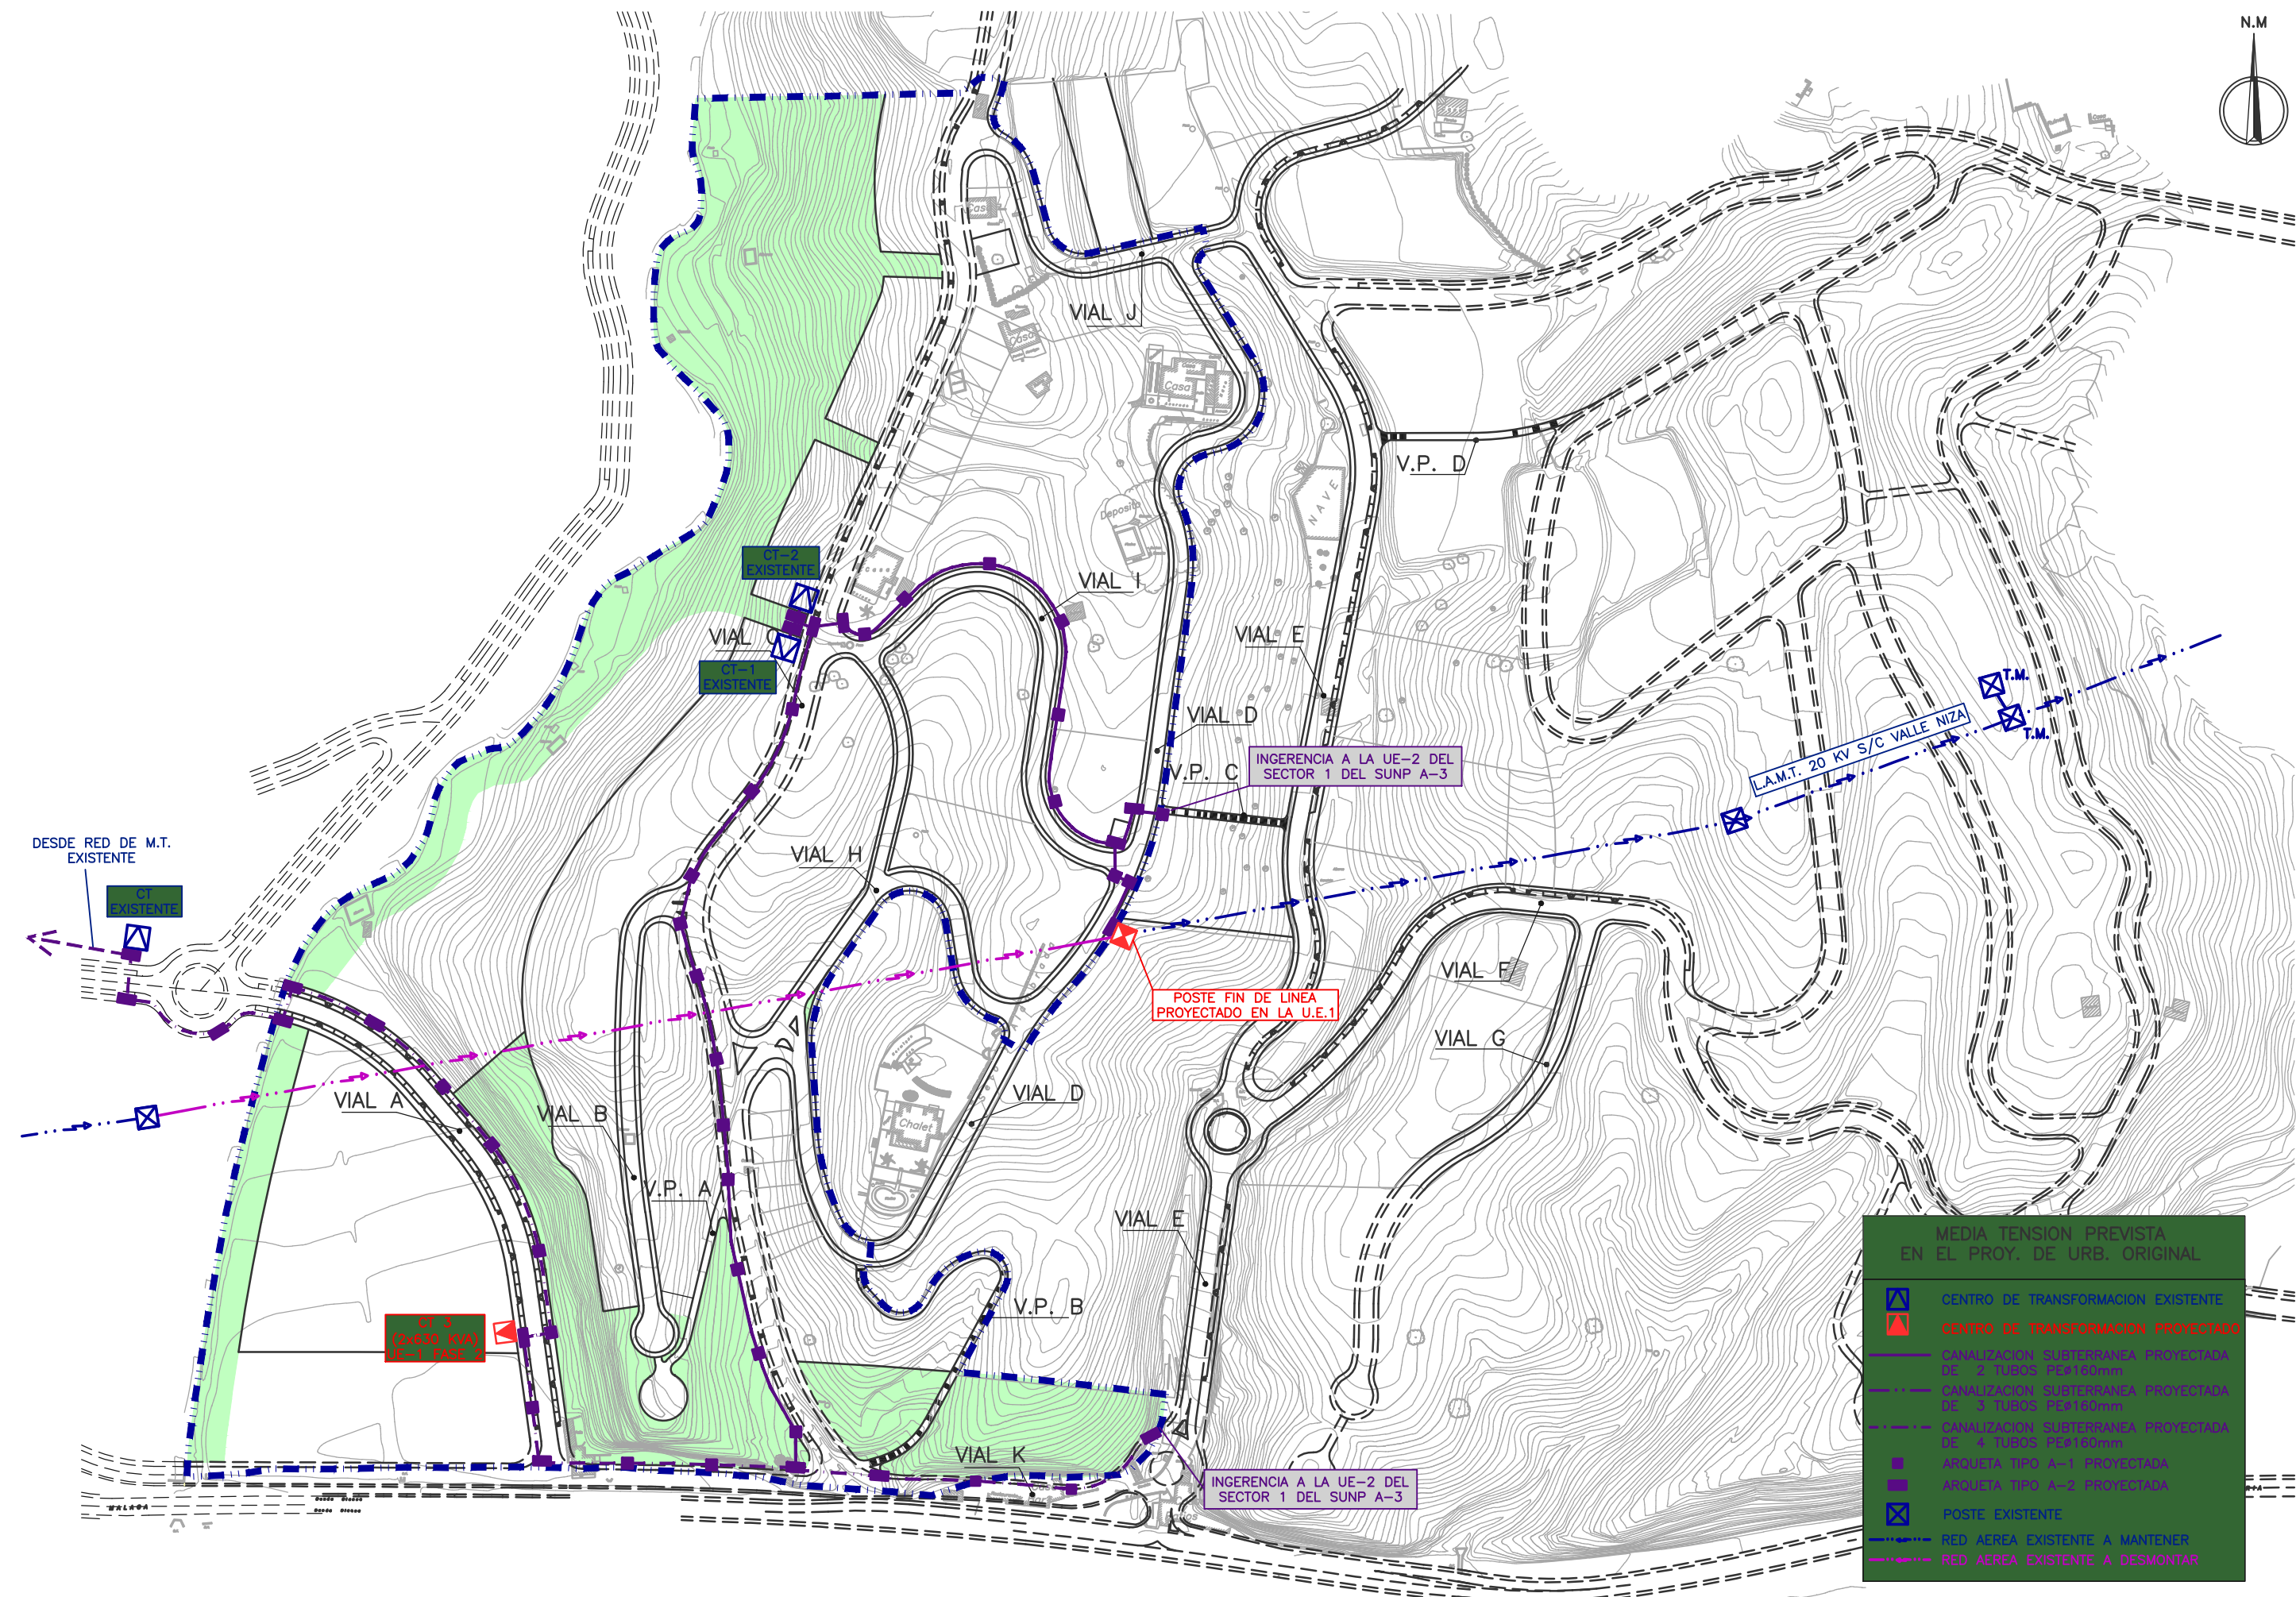 N.M
Casa
VIAL J
Casa
Casa
V.P. D
Deposito
NAVE
CT-2
EXISTENTE
VIAL I
VIAL C
VIAL E
CT-1
EXISTENTE
T.M.
T.M.
VIAL D
L.A.M.T. 20 KV S/C VALLE NIZA
INGERENCIA A LA UE-2 DEL
SECTOR 1 DEL SUNP A-3
V.P. C
DESDE RED DE M.T.
EXISTENTE
VIAL H
CT
EXISTENTE
VIAL F
POSTE FIN DE LINEA
PROYECTADO EN LA U.E.1
VIAL G
VIAL A
VIAL B
VIAL D
Chalet
V.P. A
VIAL E
V.P. B
CT 3
(2x630 KVA)
UE-1 FASE 2
VIAL K
INGERENCIA A LA UE-2 DEL
SECTOR 1 DEL SUNP A-3
MALAGA
MEDIA TENSION PREVISTA
EN EL PROY. DE URB. ORIGINAL
CENTRO DE TRANSFORMACION EXISTENTE
CENTRO DE TRANSFORMACION PROYECTADO
CANALIZACION SUBTERRANEA PROYECTADA
DE 2 TUBOS PEø160mm
CANALIZACION SUBTERRANEA PROYECTADA
DE 3 TUBOS PEø160mm
CANALIZACION SUBTERRANEA PROYECTADA
DE 4 TUBOS PEø160mm
ARQUETA TIPO A-1 PROYECTADA
ARQUETA TIPO A-2 PROYECTADA
POSTE EXISTENTE
RED AEREA EXISTENTE A MANTENER
RED AEREA EXISTENTE A DESMONTAR